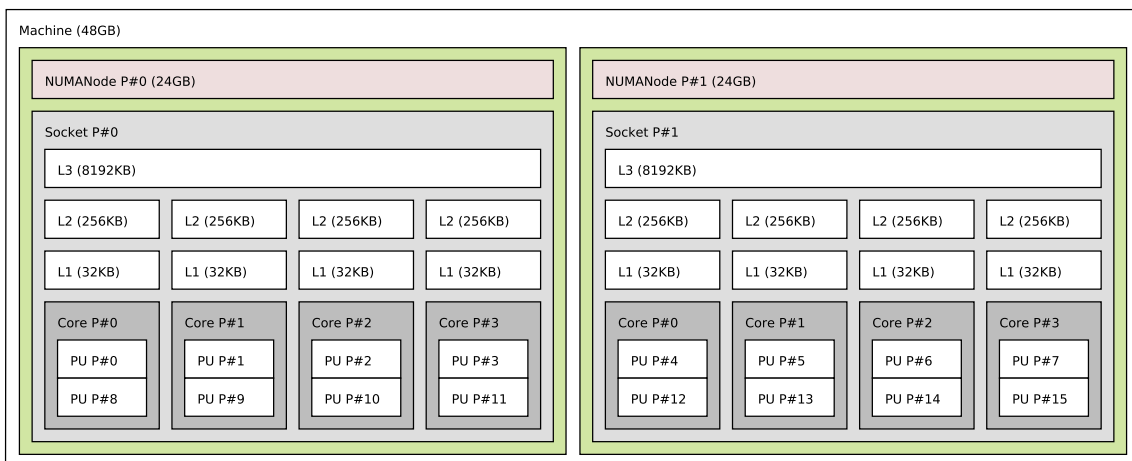 Machine (48GB)
NUMANode P#0 (24GB) NUMANode P#1 (24GB)
Socket P#0 Socket P#1
L3 (8192KB) L3 (8192KB)
L2 (256KB) L2 (256KB) L2 (256KB) L2 (256KB) L2 (256KB) L2 (256KB) L2 (256KB) L2 (256KB)
L1 (32KB) L1 (32KB) L1 (32KB) L1 (32KB) L1 (32KB) L1 (32KB) L1 (32KB) L1 (32KB)
Core P#0 Core P#1 Core P#2 Core P#3 Core P#0 Core P#1 Core P#2 Core P#3
PU P#0 PU P#1 PU P#2 PU P#3 PU P#4 PU P#5 PU P#6 PU P#7
PU P#8 PU P#9 PU P#10 PU P#11 PU P#12 PU P#13 PU P#14 PU P#15